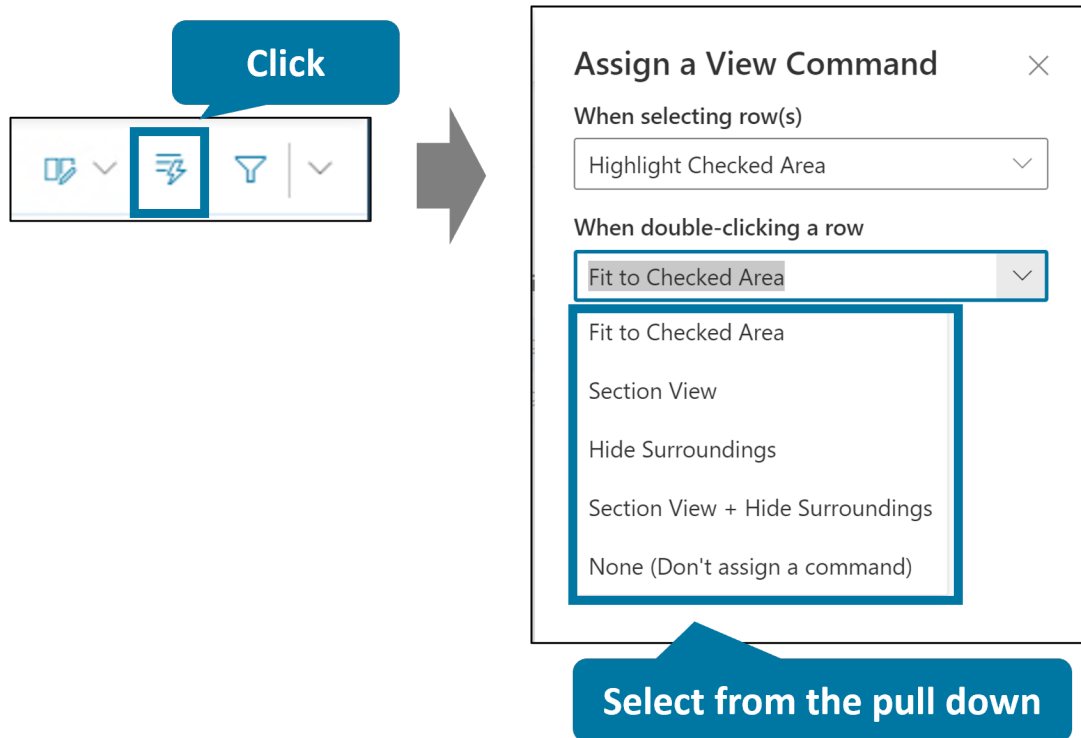 Click
Assign a View Command
When selecting row(s)
Highlight Checked Area
When double-clicking a row
Fit to Checked Area
Fit to Checked Area
Section View
Hide Surroundings
Section View + Hide Surroundings
None (Don't assign a command)
Select from the pull down